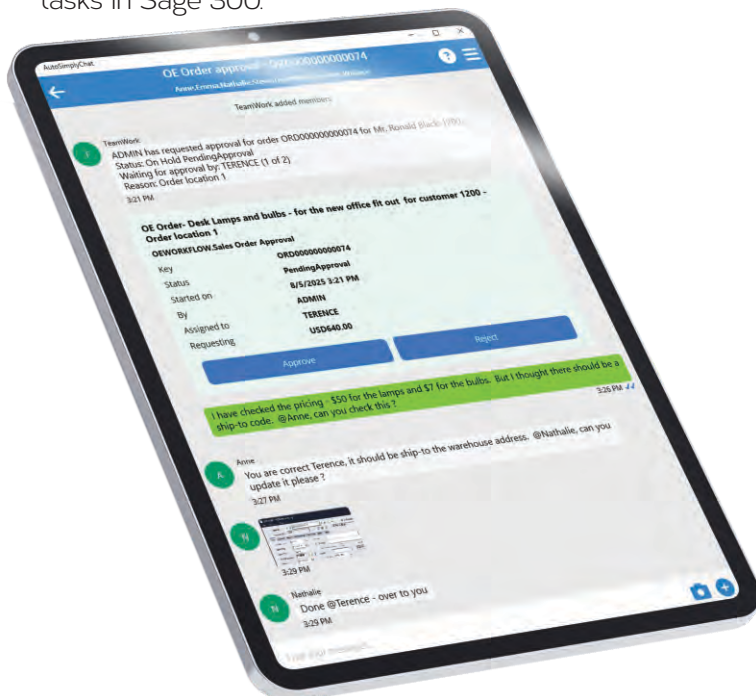 tasks in Sage 300.
AutoSimplyChat
OE Order approval - ORD000000000074
Anne,Emma,Nathalie,
TeamWork added members
TeamWork
T
ADMIN has requested approval for order ORD000000000074 for Mr. Ronald Black
Status: On Hold PendingApproval
Waiting for approval by: TERENCE (1 of 2)
Reason: Order location 1
3:21 PM
OE Order- Desk Lamps and bulbs - for the new office fit out for customer 1200 -
Order location 1
OEWORKFLOW.Sales Order Approval
Key ORD000000000074
Status PendingApproval
Started on 8/5/2025 3:21 PM
By ADMIN
Assigned to TERENCE
Requesting USD640.00
Approve Reject
I have checked the pricing - $50 for the lamps and $7 for the bulbs. But I thought there should be a
ship-to code. @Anne, can you check this ?
3:26 PM
Anne
A
You are correct Terence, it should be ship-to the warehouse address. @Nathalie, can you
update it please ?
3:27 PM
N
3:29 PM
Nathalie
N
Done @Terence - over to you
3:29 PM
Type your message...